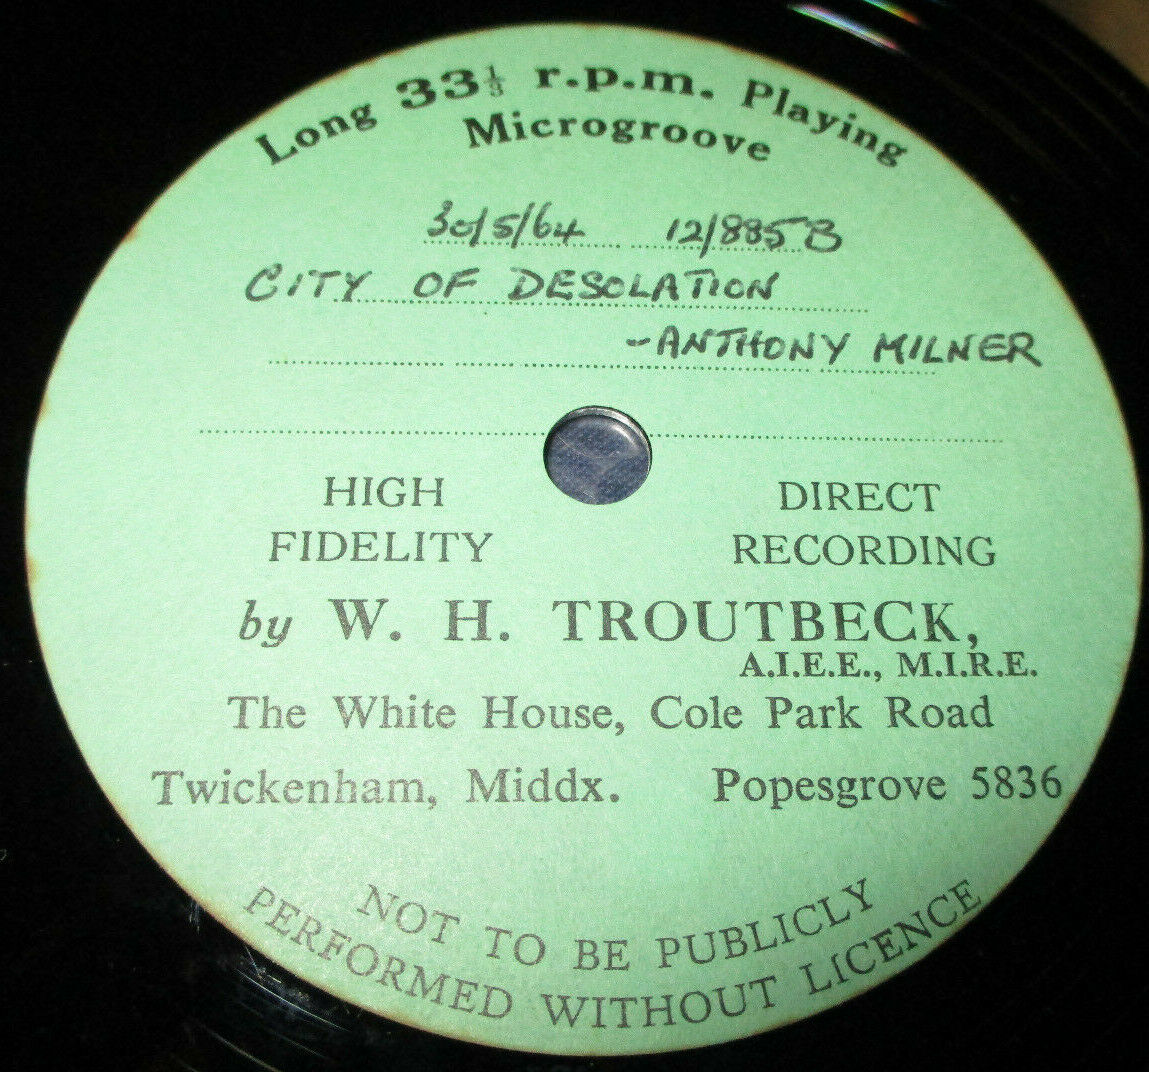 Long 33⅓ r.p.m. Playing
Microgroove
30/5/64 12/885B
CITY OF DESOLATION
-ANTHONY MILNER
HIGH FIDELITY
DIRECT RECORDING
by W. H. TROUTBECK,
A.I.E.E., M.I.R.E.
The White House, Cole Park Road
Twickenham, Middx. Popesgrove 5836
NOT TO BE PUBLICLY
PERFORMED WITHOUT LICENCE